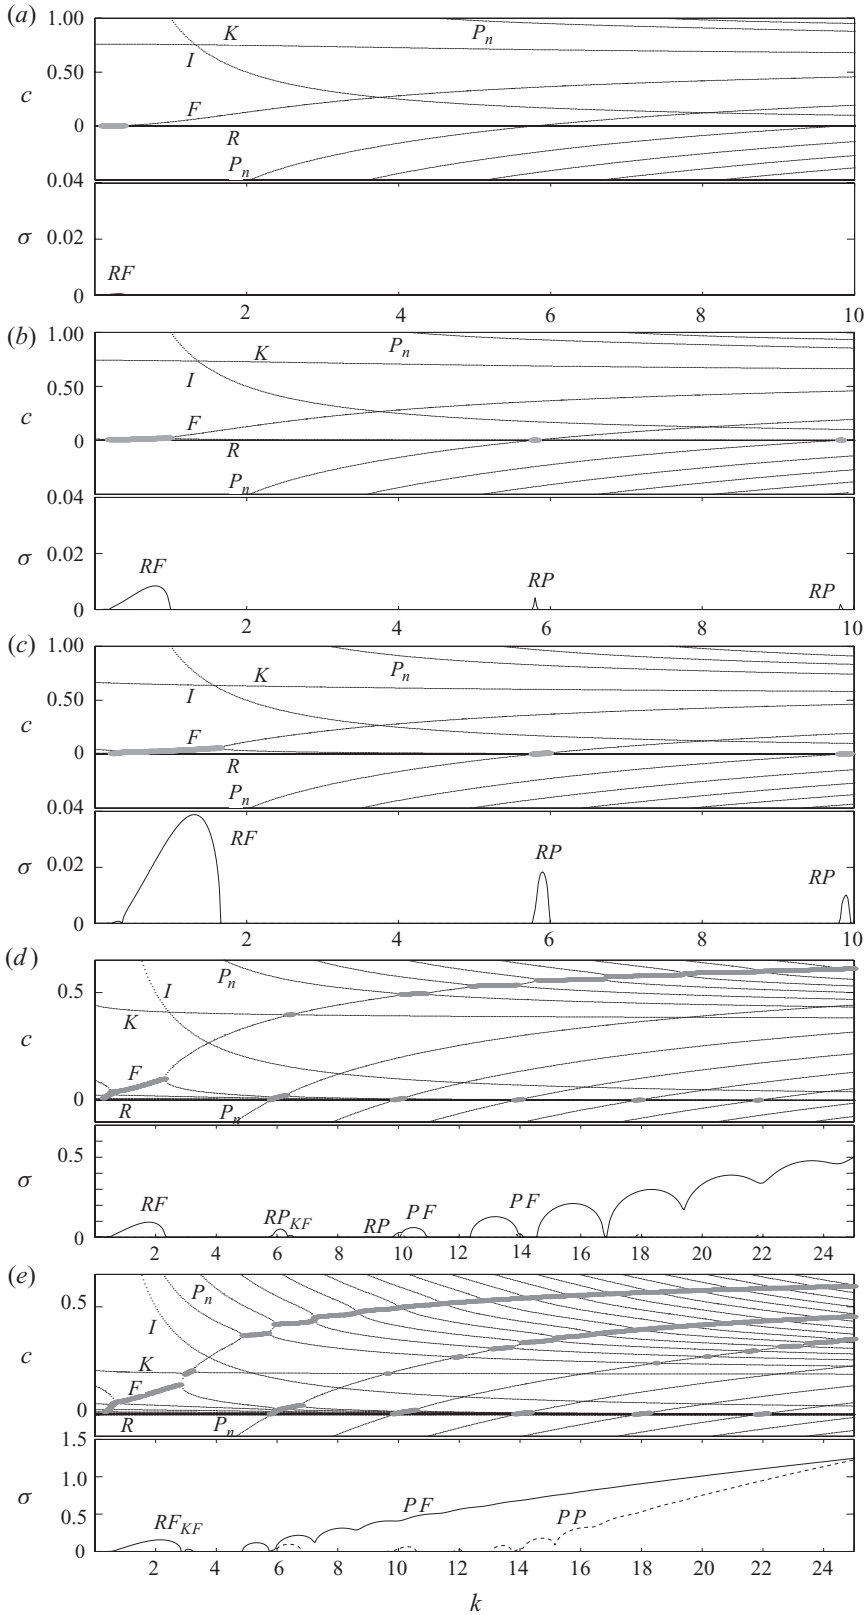 (a)
1.00
K
P_n
I
0.50
c
F
0
R
P_n
0.04
0.02
σ
RF
0
2 4 6 8 10
(b)
1.00
K
P_n
I
0.50
c
F
0
R
P_n
0.04
0.02
σ
RF
RP
RP
0
2 4 6 8 10
(c)
1.00
K
P_n
I
0.50
c
F
0
R
P_n
0.04
RF
RP
RP
0.02
σ
0
2 4 6 8 10
(d)
P_n
I
0.5
K
c
F
0
R
P_n
0.5
σ
RF
RP_KF
RP
PF
PF
0
2 4 6 8 10 12 14 16 18 20 22 24
(e)
P_n
0.5
I
c
K
F
0
R
P_n
1.5
1.0
σ
PF
PP
0.5
RF_KF
0
2 4 6 8 10 12 14 16 18 20 22 24
k